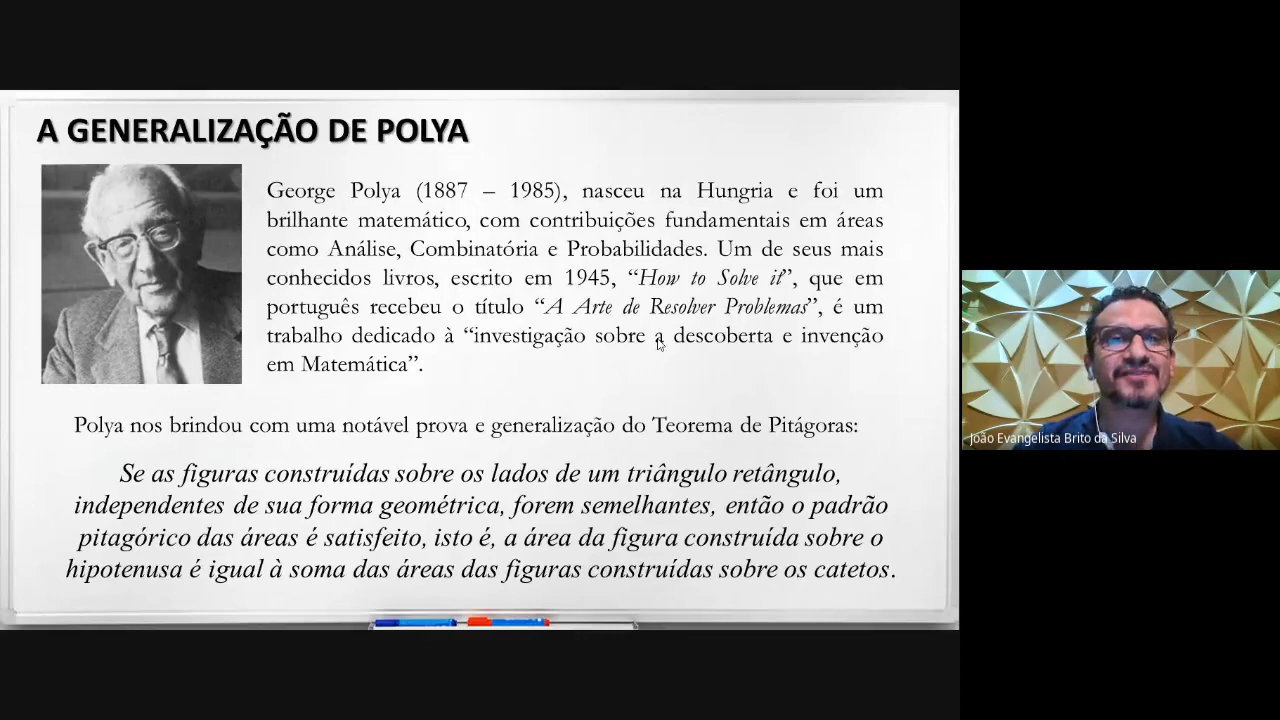 A GENERALIZAÇÃO DE POLYA
George Polya (1887 – 1985), nasceu na Hungria e foi um
brilhante matemático, com contribuições fundamentais em áreas
como Análise, Combinatória e Probabilidades. Um de seus mais
conhecidos livros, escrito em 1945, “How to Solve it”, que em
português recebeu o título “A Arte de Resolver Problemas”, é um
trabalho dedicado à “investigação sobre a descoberta e invenção
em Matemática”.
Polya nos brindou com uma notável prova e generalização do Teorema de Pitágoras:
Se as figuras construídas sobre os lados de um triângulo retângulo,
independentes de sua forma geométrica, forem semelhantes, então o padrão
pitagórico das áreas é satisfeito, isto é, a área da figura construída sobre o
hipotenusa é igual à soma das áreas das figuras construídas sobre os catetos.
João Evangelista Brito da Silva